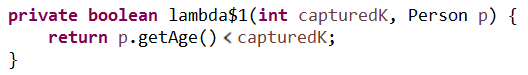 private boolean lambda$1(int capturedK, Person p) {
    return p.getAge() < capturedK;
}